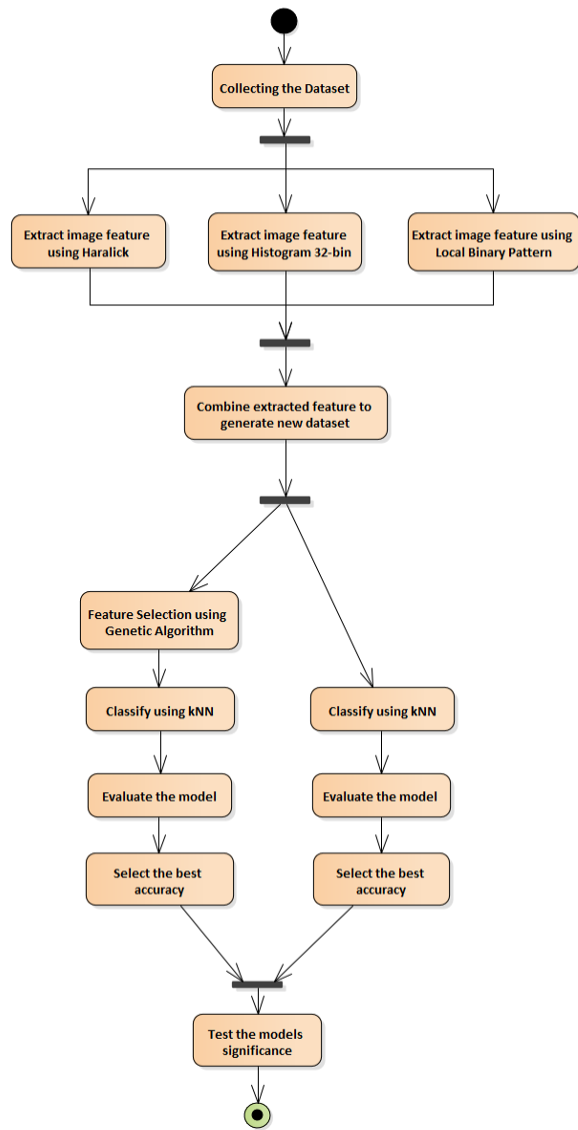 Collecting the Dataset
Extract image feature
using Haralick
Extract image feature
using Histogram 32-bin
Extract image feature using
Local Binary Pattern
Combine extracted feature to
generate new dataset
Feature Selection using
Genetic Algorithm
Classify using kNN
Classify using kNN
Evaluate the model
Evaluate the model
Select the best
accuracy
Select the best
accuracy
Test the models
significance